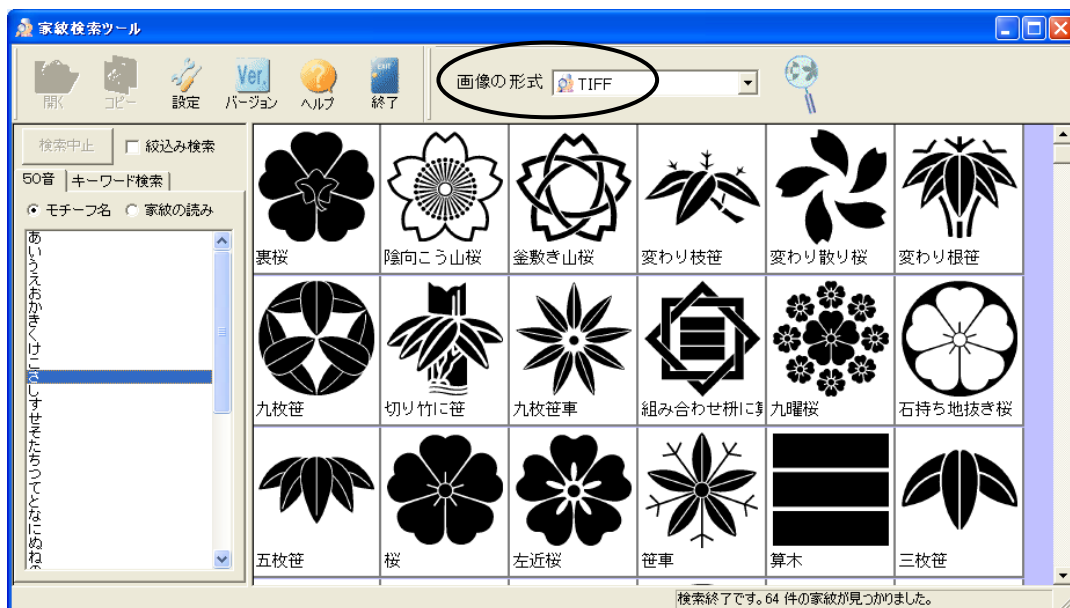 家紋検索ツール
開く
コピー
設定
Ver.
バージョン
ヘルプ
EXIT
終了
画像の形式
TIFF
検索中止
絞込み検索
50音
キーワード検索
モチーフ名
家紋の読み
あ
い
う
え
お
か
き
く
け
こ
さ
し
す
せ
そ
た
ち
つ
て
と
な
に
ぬ
ね
裏桜
陰向こう山桜
釜敷き山桜
変わり枝笹
変わり散り桜
変わり根笹
九枚笹
切り竹に笹
九枚笹車
組み合わせ枡に算
九曜桜
石持ち地抜き桜
五枚笹
桜
左近桜
笹車
算木
三枚笹
検索終了です。64 件の家紋が見つかりました。